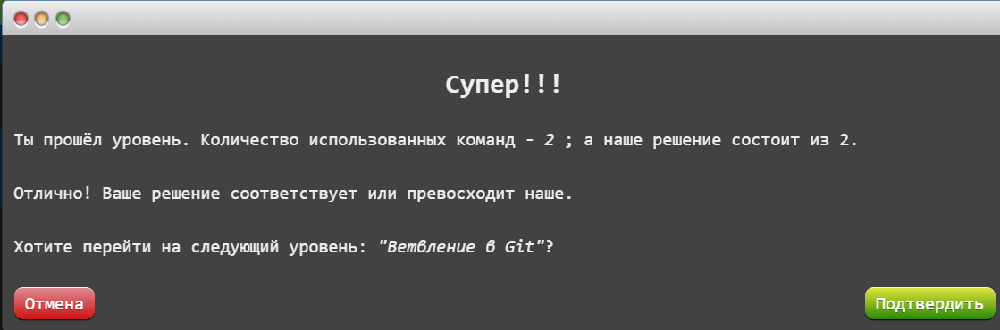 Супер!!!
Ты прошёл уровень. Количество использованных команд - 2 ; а наше решение состоит из 2.
Отлично! Ваше решение соответствует или превосходит наше.
Хотите перейти на следующий уровень: "Ветвление в Git"?
Отмена
Подтвердить